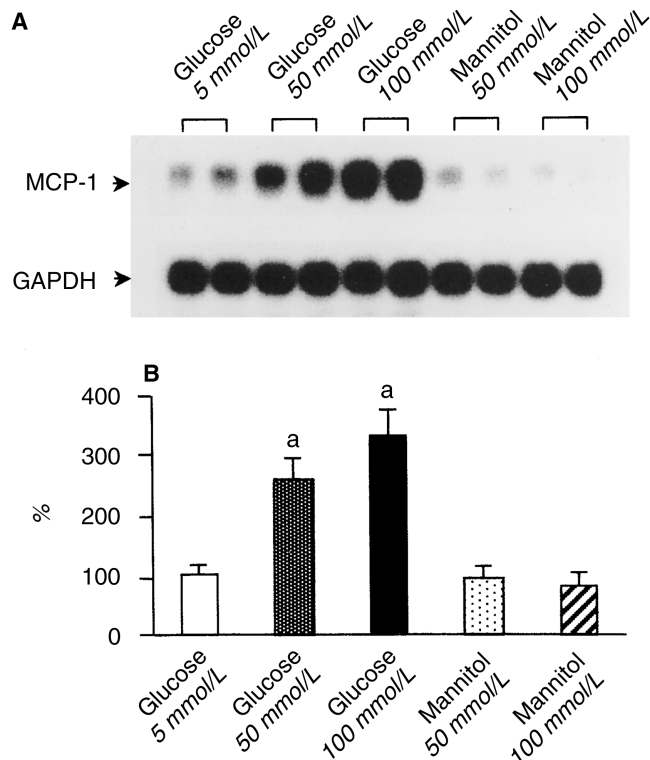 A
Glucose
5 mmol/L
Glucose
50 mmol/L
Glucose
100 mmol/L
Mannitol
50 mmol/L
Mannitol
100 mmol/L
MCP-1
GAPDH
B
400
300
200
100
0
%
a
a
Glucose
5 mmol/L
Glucose
50 mmol/L
Glucose
100 mmol/L
Mannitol
50 mmol/L
Mannitol
100 mmol/L